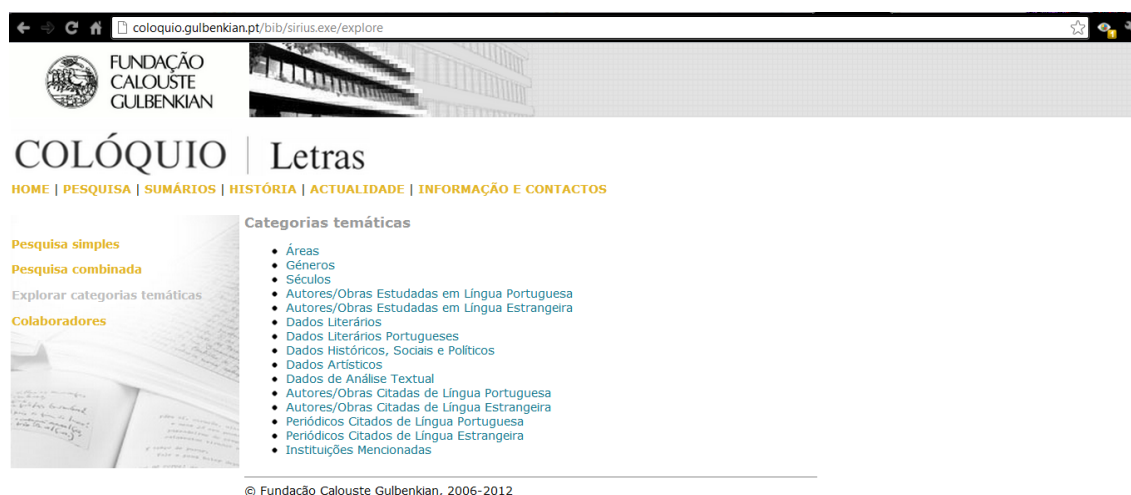 coloquio.gulbenkian.pt/bib/sirius.exe/explore
FUNDAÇÃO
CALOUSTE
GULBENKIAN
COLÓQUIO | Letras
HOME | PESQUISA | SUMÁRIOS | HISTÓRIA | ACTUALIDADE | INFORMAÇÃO E CONTACTOS
Pesquisa simples
Pesquisa combinada
Explorar categorias temáticas
Colaboradores
Categorias temáticas
Áreas
Géneros
Séculos
Autores/Obras Estudadas em Língua Portuguesa
Autores/Obras Estudadas em Língua Estrangeira
Dados Literários
Dados Literários Portugueses
Dados Históricos, Sociais e Políticos
Dados Artísticos
Dados de Análise Textual
Autores/Obras Citadas de Língua Portuguesa
Autores/Obras Citadas de Língua Estrangeira
Periódicos Citados de Língua Portuguesa
Periódicos Citados de Língua Estrangeira
Instituições Mencionadas
© Fundação Calouste Gulbenkian, 2006-2012